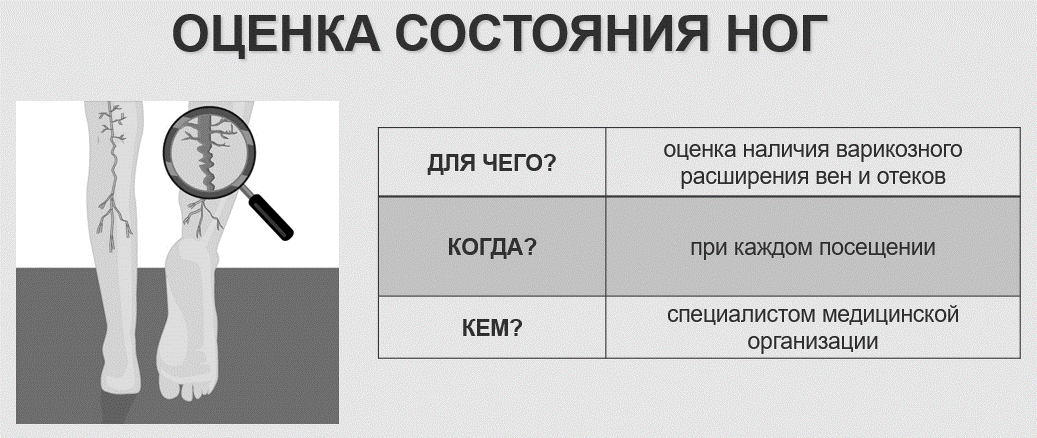 ОЦЕНКА СОСТОЯНИЯ НОГ
ДЛЯ ЧЕГО?
оценка наличия варикозного
расширения вен и отеков
КОГДА?
при каждом посещении
КЕМ?
специалистом медицинской
организации